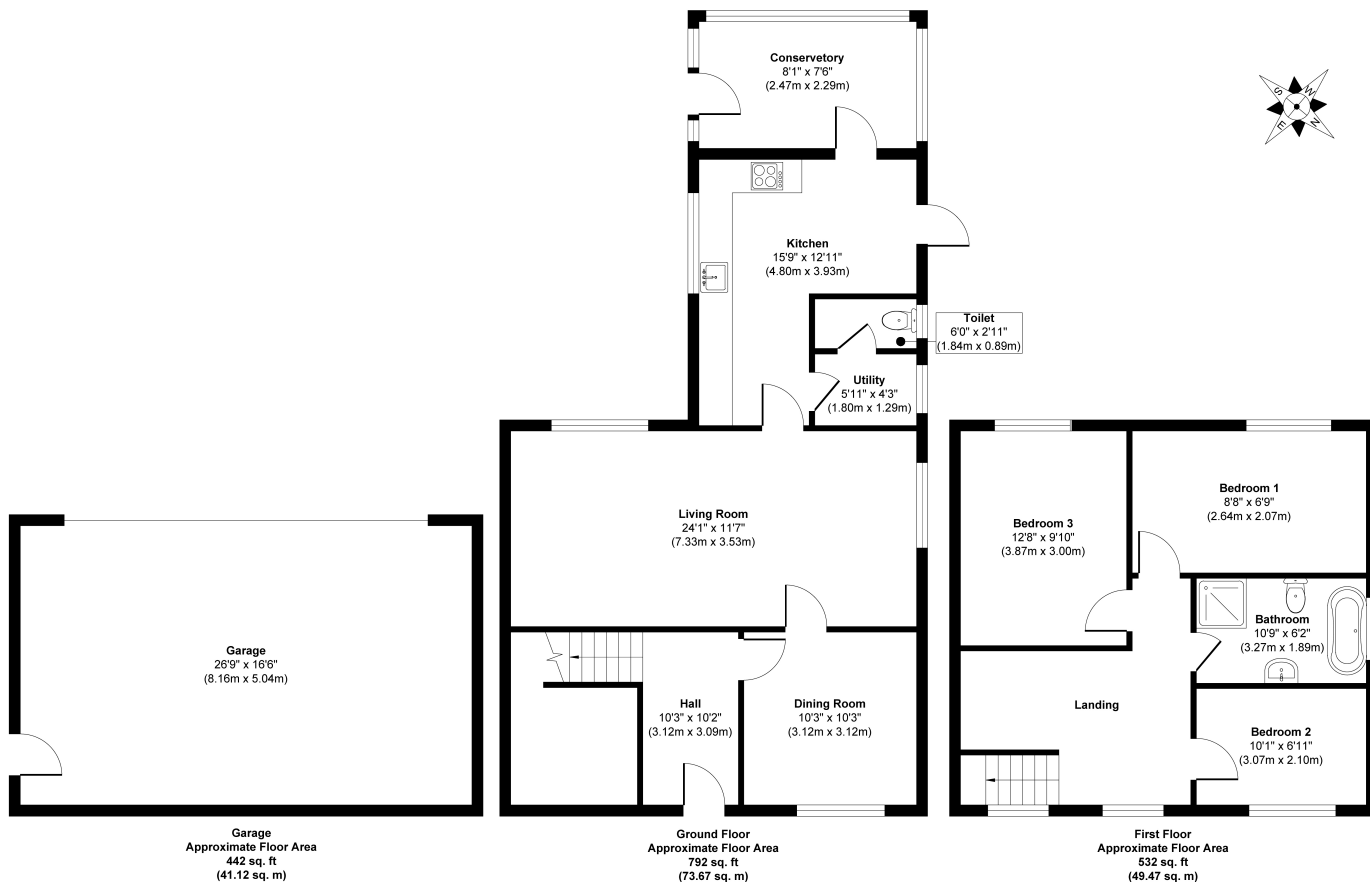 Conservetory
8'1" x 7'6"
(2.47m x 2.29m)
S
W
E
N
Kitchen
15'9" x 12'11"
(4.80m x 3.93m)
Toilet
6'0" x 2'11"
(1.84m x 0.89m)
Utility
5'11" x 4'3"
(1.80m x 1.29m)
Living Room
24'1" x 11'7"
(7.33m x 3.53m)
Bedroom 1
8'8" x 6'9"
(2.64m x 2.07m)
Bedroom 3
12'8" x 9'10"
(3.87m x 3.00m)
Bathroom
10'9" x 6'2"
(3.27m x 1.89m)
Garage
26'9" x 16'6"
(8.16m x 5.04m)
Hall
10'3" x 10'2"
(3.12m x 3.09m)
Dining Room
10'3" x 10'3"
(3.12m x 3.12m)
Landing
Bedroom 2
10'1" x 6'11"
(3.07m x 2.10m)
Garage
Approximate Floor Area
442 sq. ft
(41.12 sq. m)
Ground Floor
Approximate Floor Area
792 sq. ft
(73.67 sq. m)
First Floor
Approximate Floor Area
532 sq. ft
(49.47 sq. m)